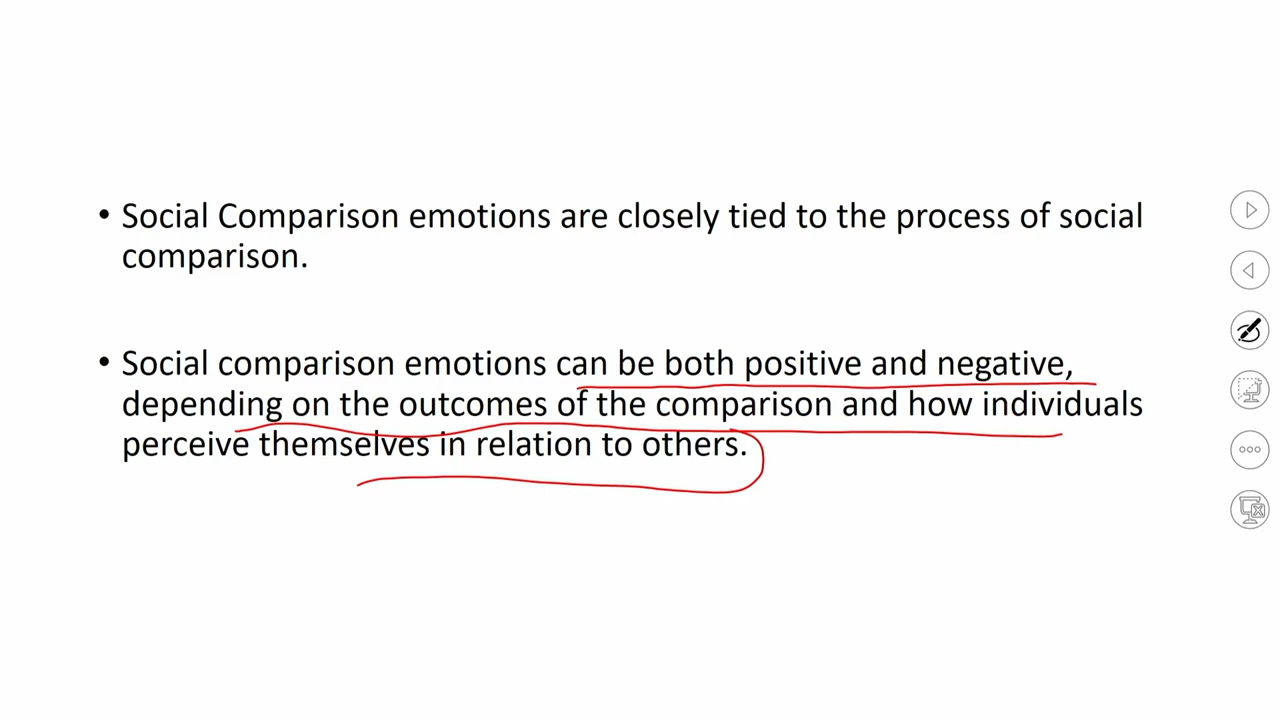 • Social Comparison emotions are closely tied to the process of social
comparison.
• Social comparison emotions can be both positive and negative,
depending on the outcomes of the comparison and how individuals
perceive themselves in relation to others.